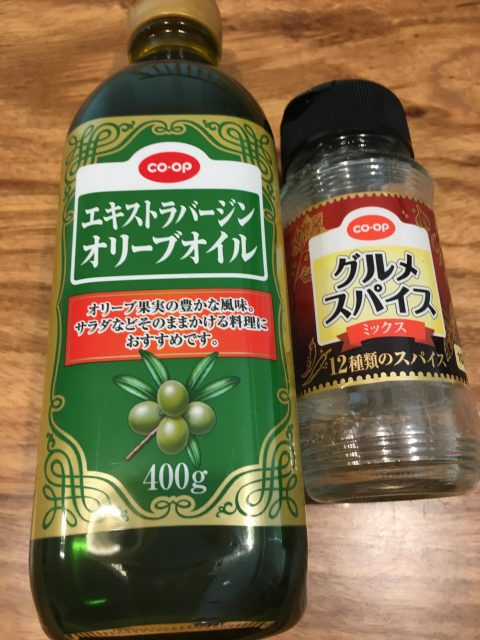 CO·OP
エキストラバージン
オリーブオイル
オリーブ果実の豊かな風味。
サラダなどそのままかける料理に
おすすめです。
400g
CO·OP
グルメ
スパイス
ミックス
12種類のスパイス